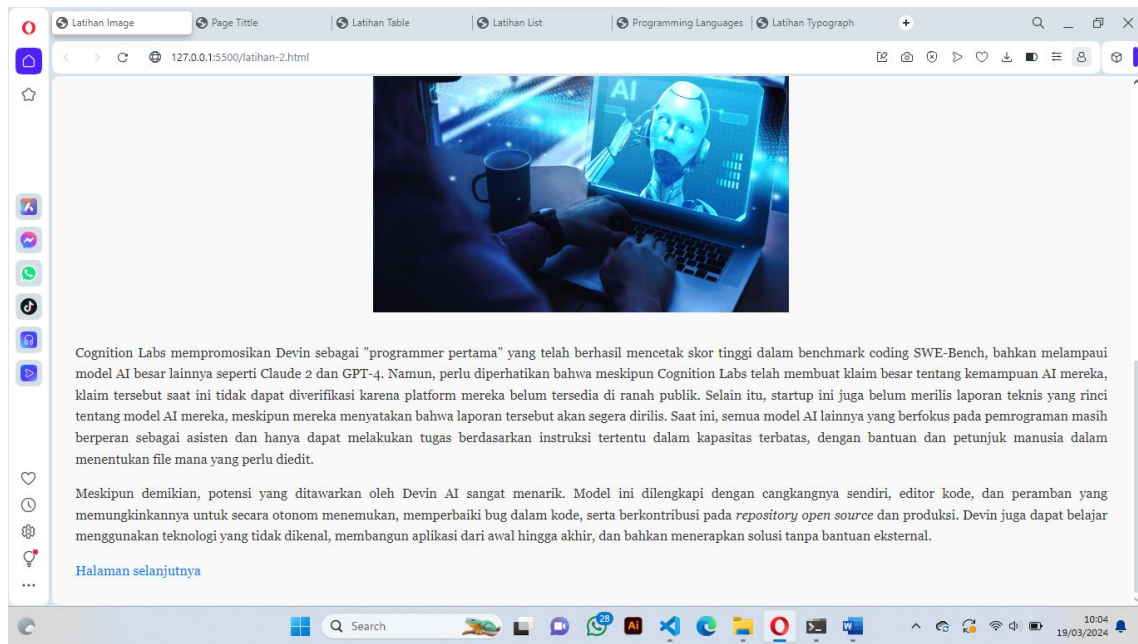 Latihan Image
Page Tittle
Latihan Table
Latihan List
Programming Languages
Latihan Typograph
127.0.0.1:5500/latihan-2.html
AI
Cognition Labs mempromosikan Devin sebagai "programmer pertama" yang telah berhasil mencetak skor tinggi dalam benchmark coding SWE-Bench, bahkan melampaui
model AI besar lainnya seperti Claude 2 dan GPT-4. Namun, perlu diperhatikan bahwa meskipun Cognition Labs telah membuat klaim besar tentang kemampuan AI mereka,
klaim tersebut saat ini tidak dapat diverifikasi karena platform mereka belum tersedia di ranah publik. Selain itu, startup ini juga belum merilis laporan teknis yang rinci
tentang model AI mereka, meskipun mereka menyatakan bahwa laporan tersebut akan segera dirilis. Saat ini, semua model AI lainnya yang berfokus pada pemrograman masih
berperan sebagai asisten dan hanya dapat melakukan tugas berdasarkan instruksi tertentu dalam kapasitas terbatas, dengan bantuan dan petunjuk manusia dalam
menentukan file mana yang perlu diedit.
Meskipun demikian, potensi yang ditawarkan oleh Devin AI sangat menarik. Model ini dilengkapi dengan cangkangnya sendiri, editor kode, dan peramban yang
memungkinkannya untuk secara otonom menemukan, memperbaiki bug dalam kode, serta berkontribusi pada repository open source dan produksi. Devin juga dapat belajar
menggunakan teknologi yang tidak dikenal, membangun aplikasi dari awal hingga akhir, dan bahkan menerapkan solusi tanpa bantuan eksternal.
Halaman selanjutnya
Search
28
Ai
10:04
19/03/2024